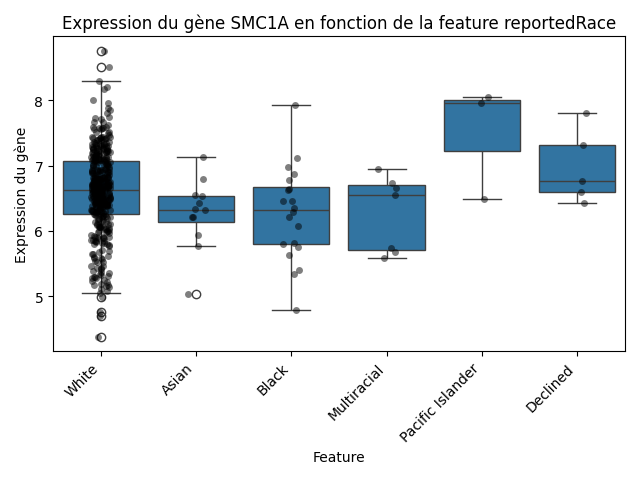 Expression du gène SMC1A en fonction de la feature reportedRace
Expression du gène
8
7
6
5
White
Asian
Black
Multiracial
Pacific Islander
Declined
Feature